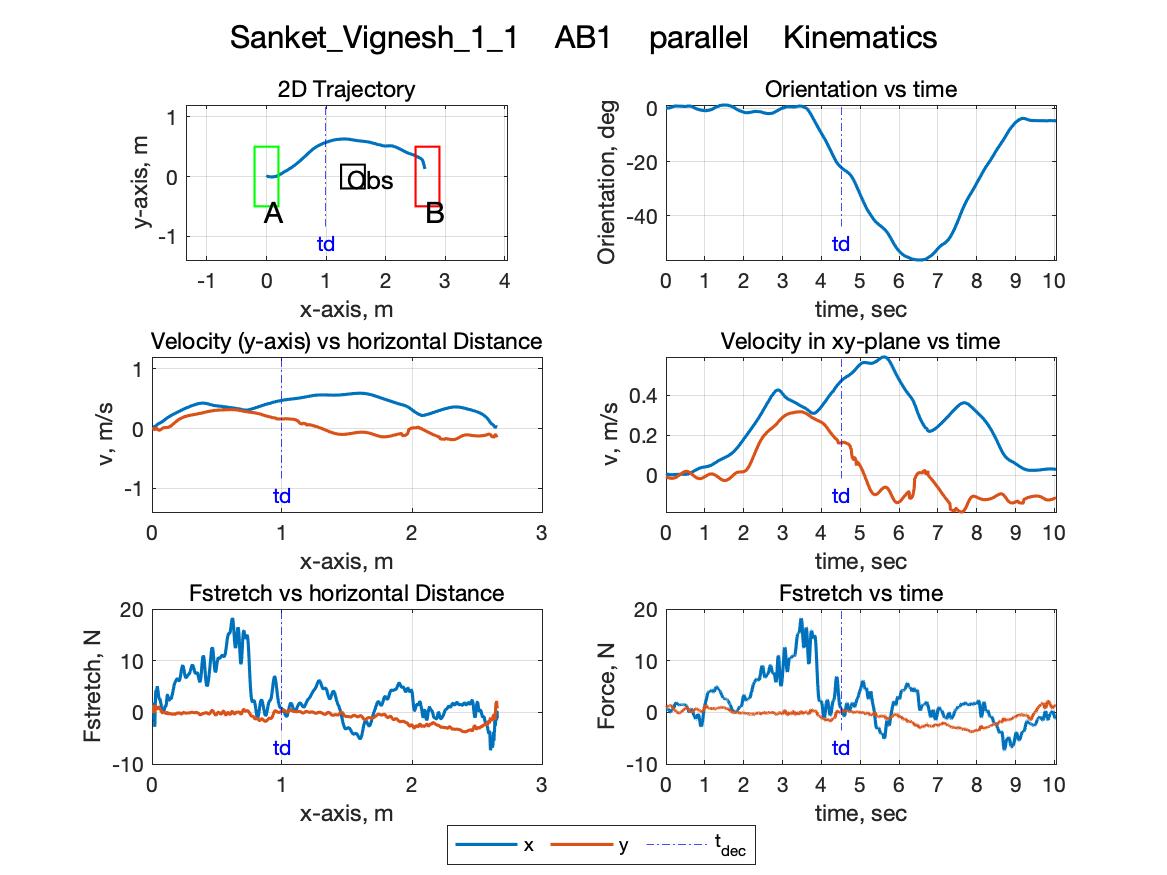 Sanket_Vignesh_1_1 AB1 parallel Kinematics
2D Trajectory
y-axis, m
1
0
-1
A
Obs
B
td
-1 0 1 2 3 4
x-axis, m
Orientation vs time
Orientation, deg
0
-20
-40
td
0 1 2 3 4 5 6 7 8 9 10
time, sec
Velocity (y-axis) vs horizontal Distance
v, m/s
1
0
-1
td
0 1 2 3
x-axis, m
Velocity in xy-plane vs time
v, m/s
0.4
0.2
0
td
0 1 2 3 4 5 6 7 8 9 10
time, sec
Fstretch vs horizontal Distance
Fstretch, N
20
10
0
-10
td
0 1 2 3
x-axis, m
Fstretch vs time
Force, N
20
10
0
-10
td
0 1 2 3 4 5 6 7 8 9 10
time, sec
x y t_dec